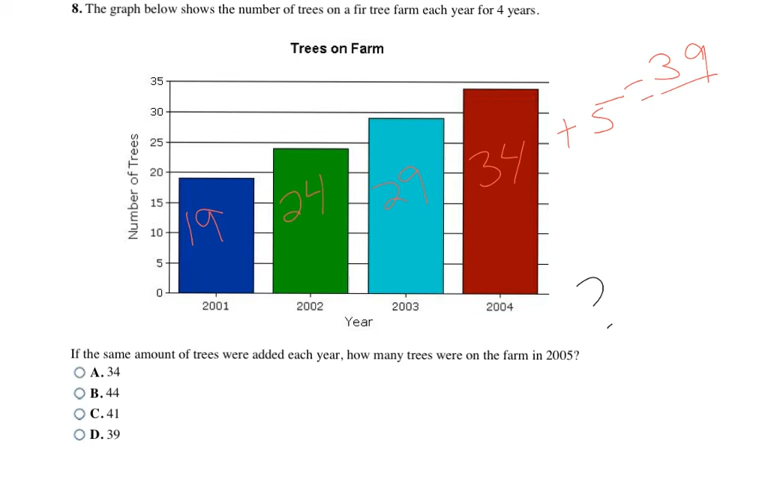 8. The graph below shows the number of trees on a fir tree farm each year for 4 years.
Trees on Farm
35
30
25
20
15
10
5
0
Number of Trees
19
24
29
34
+ 5 = 39
?
2001 2002 2003 2004
Year
If the same amount of trees were added each year, how many trees were on the farm in 2005?
A. 34
B. 44
C. 41
D. 39